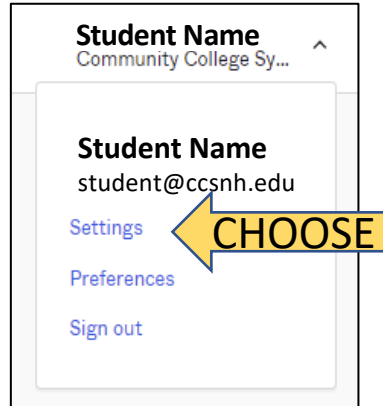 Student Name
Community College Sy...
Student Name
student@ccsnh.edu
Settings
CHOOSE
Preferences
Sign out